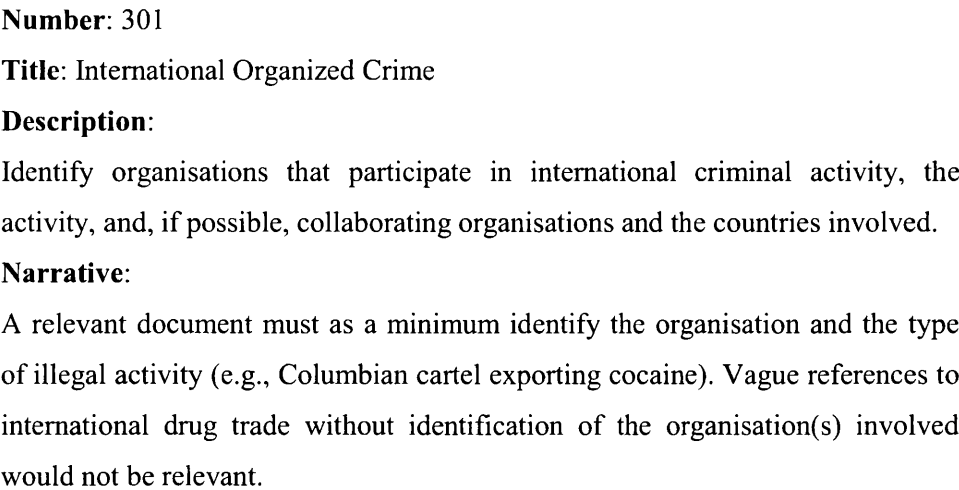 Number: 301
Title: International Organized Crime
Description:
Identify organisations that participate in international criminal activity, the
activity, and, if possible, collaborating organisations and the countries involved.
Narrative:
A relevant document must as a minimum identify the organisation and the type
of illegal activity (e.g., Columbian cartel exporting cocaine). Vague references to
international drug trade without identification of the organisation(s) involved
would not be relevant.